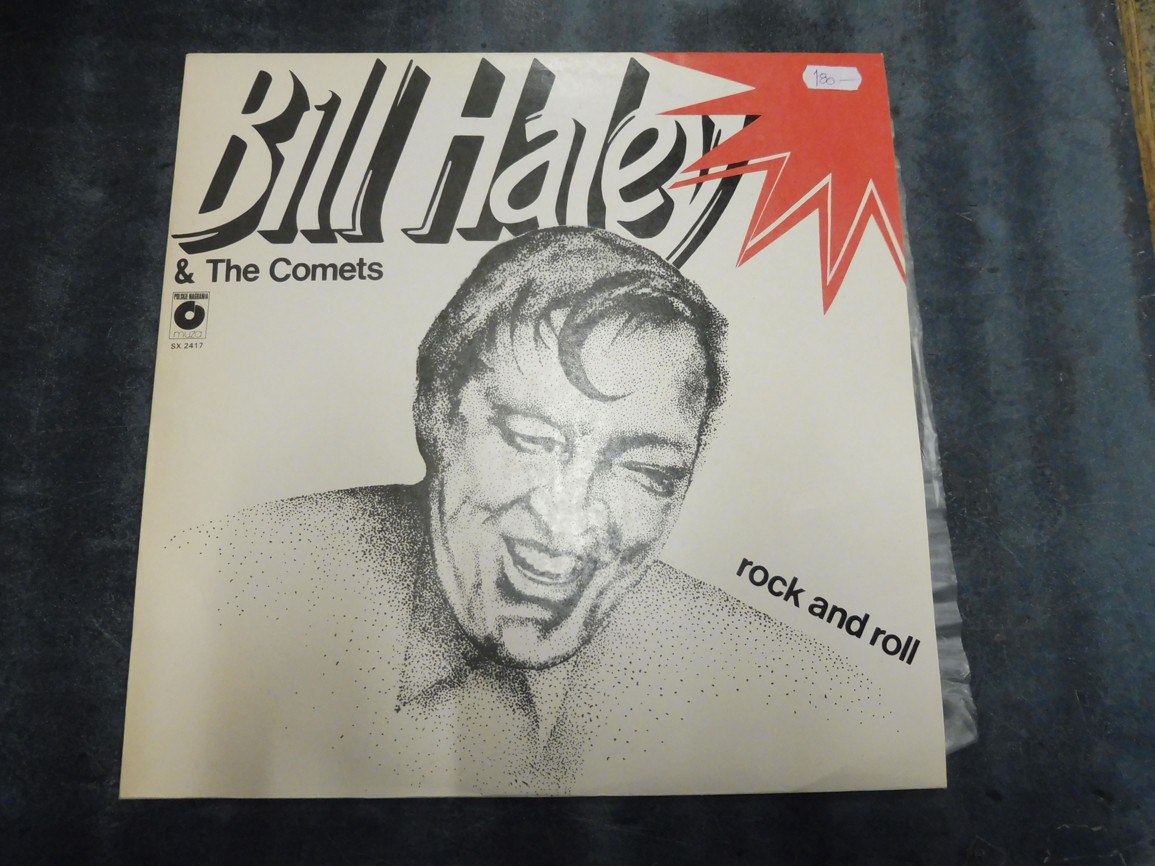 Bill Haley
& The Comets
POLSKIE NAGRANIA
muza
SX 2417
180 —
rock and roll